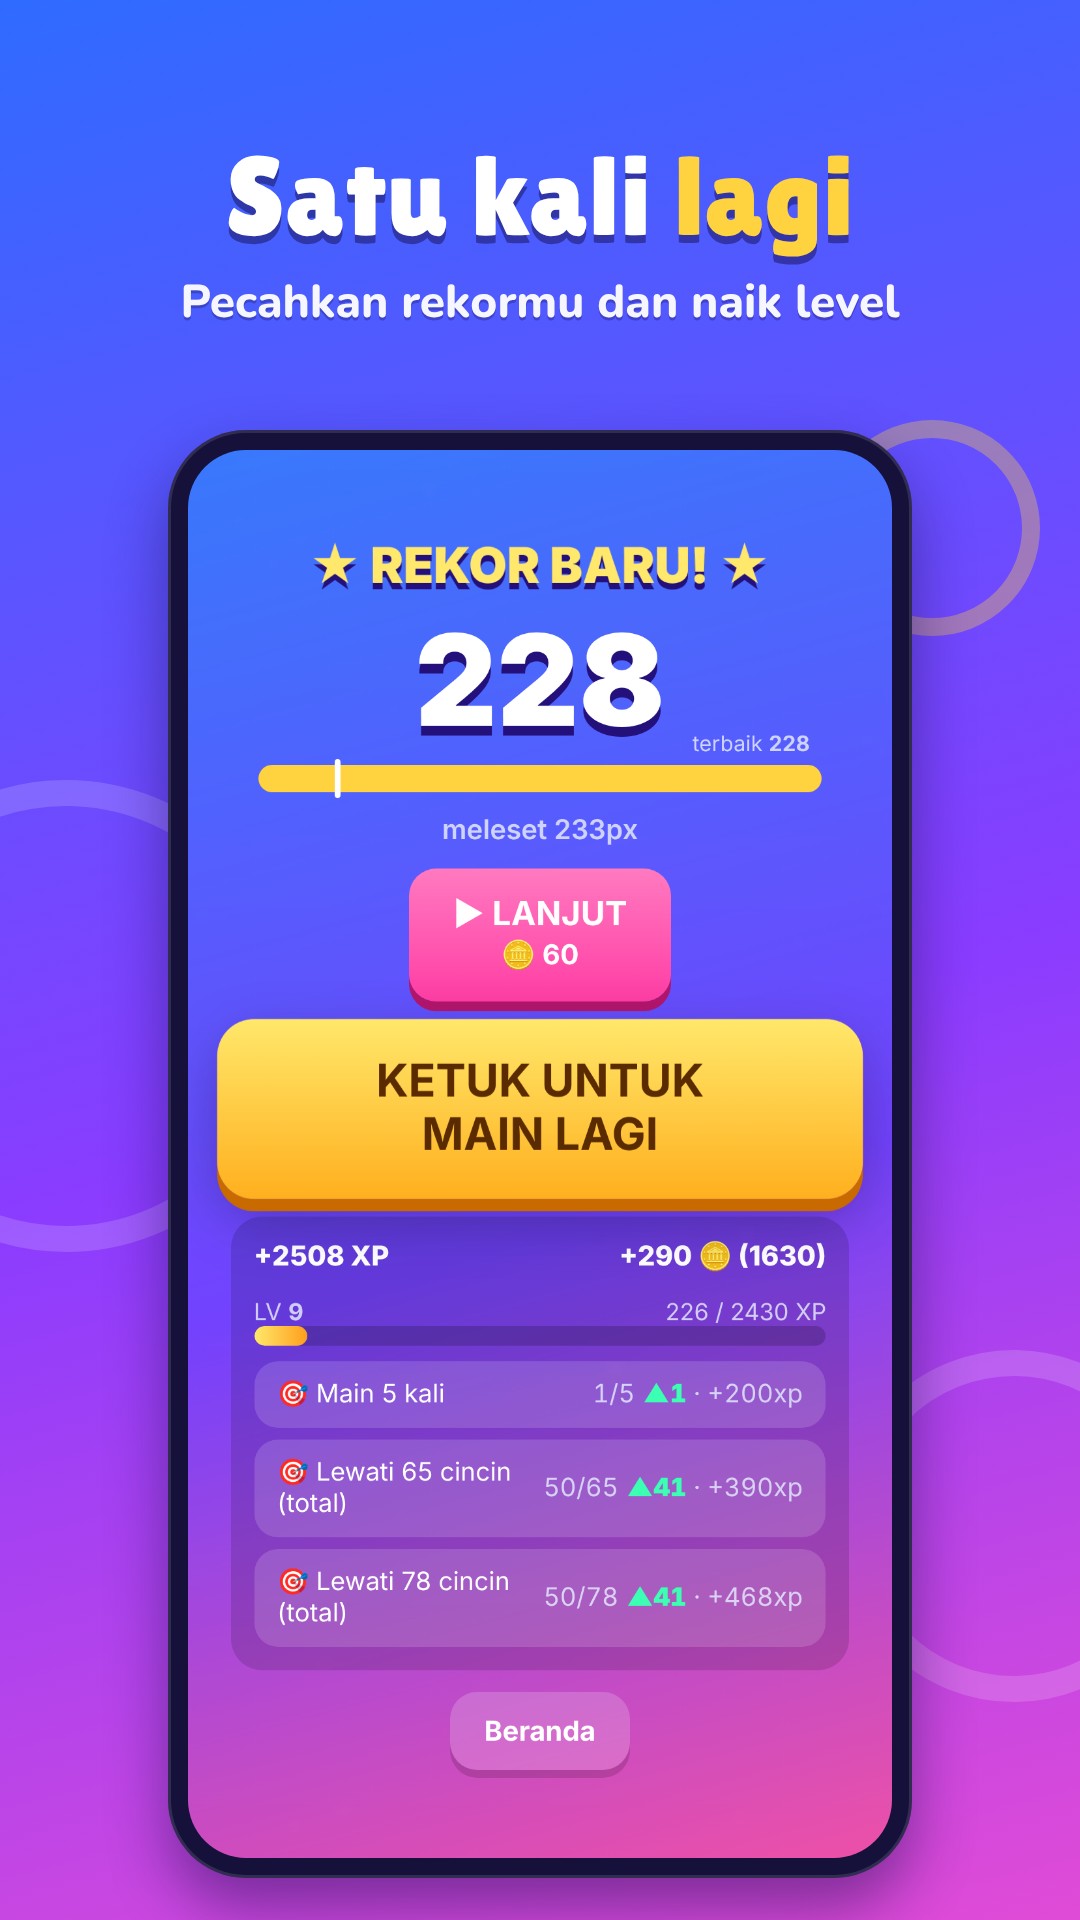 Satu kali lagi
Pecahkan rekormu dan naik level
★ REKOR BARU! ★
228
terbaik 228
meleset 233px
▶ LANJUT
🪙 60
KETUK UNTUK
MAIN LAGI
+2508 XP +290 🪙 (1630)
LV 9 226 / 2430 XP
🎯 Main 5 kali 1/5 ▲1 · +200xp
🎯 Lewati 65 cincin
(total) 50/65 ▲41 · +390xp
🎯 Lewati 78 cincin
(total) 50/78 ▲41 · +468xp
Beranda